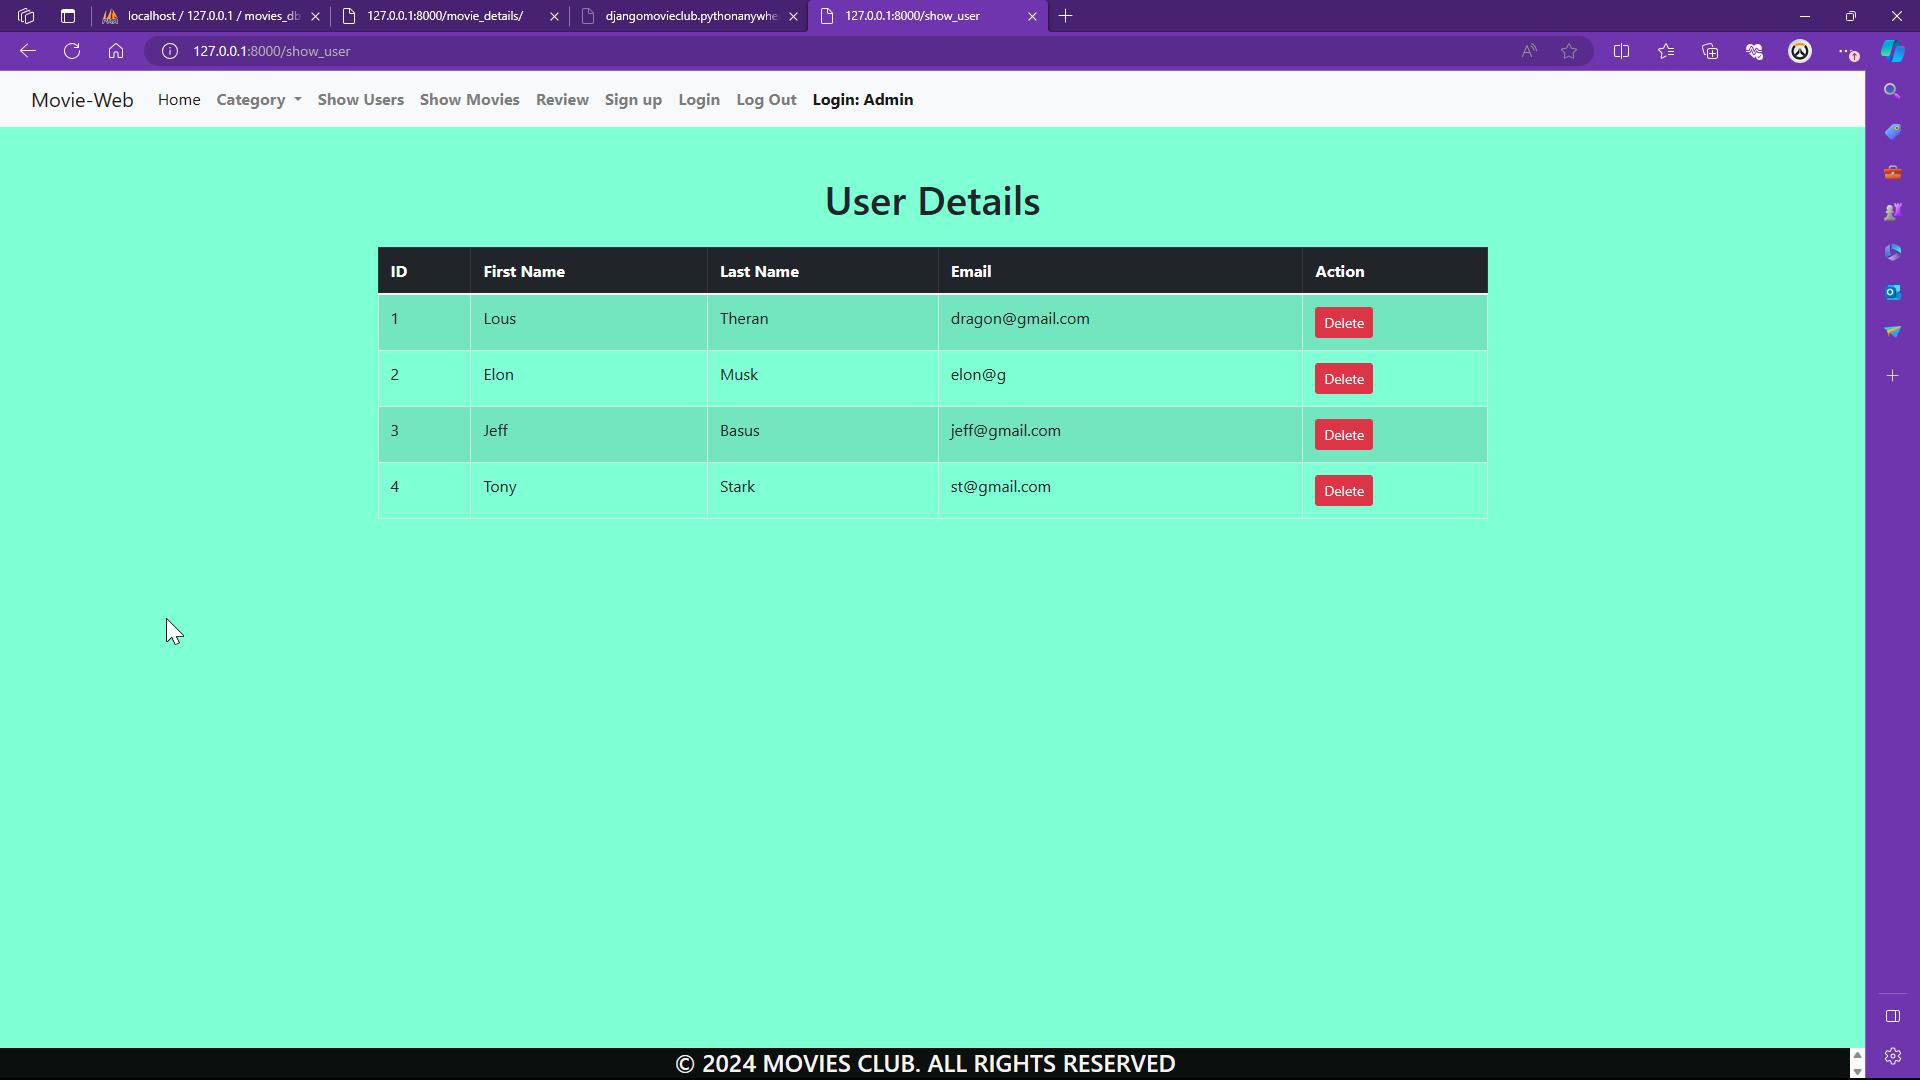 localhost / 127.0.0.1 / movies_db
127.0.0.1:8000/movie_details/
djangomovieclub.pythonanywhe
127.0.0.1:8000/show_user
127.0.0.1:8000/show_user
Movie-Web Home Category Show Users Show Movies Review Sign up Login Log Out Login: Admin
User Details
ID First Name Last Name Email Action
1 Lous Theran dragon@gmail.com Delete
2 Elon Musk elon@g Delete
3 Jeff Basus jeff@gmail.com Delete
4 Tony Stark st@gmail.com Delete
© 2024 MOVIES CLUB. ALL RIGHTS RESERVED